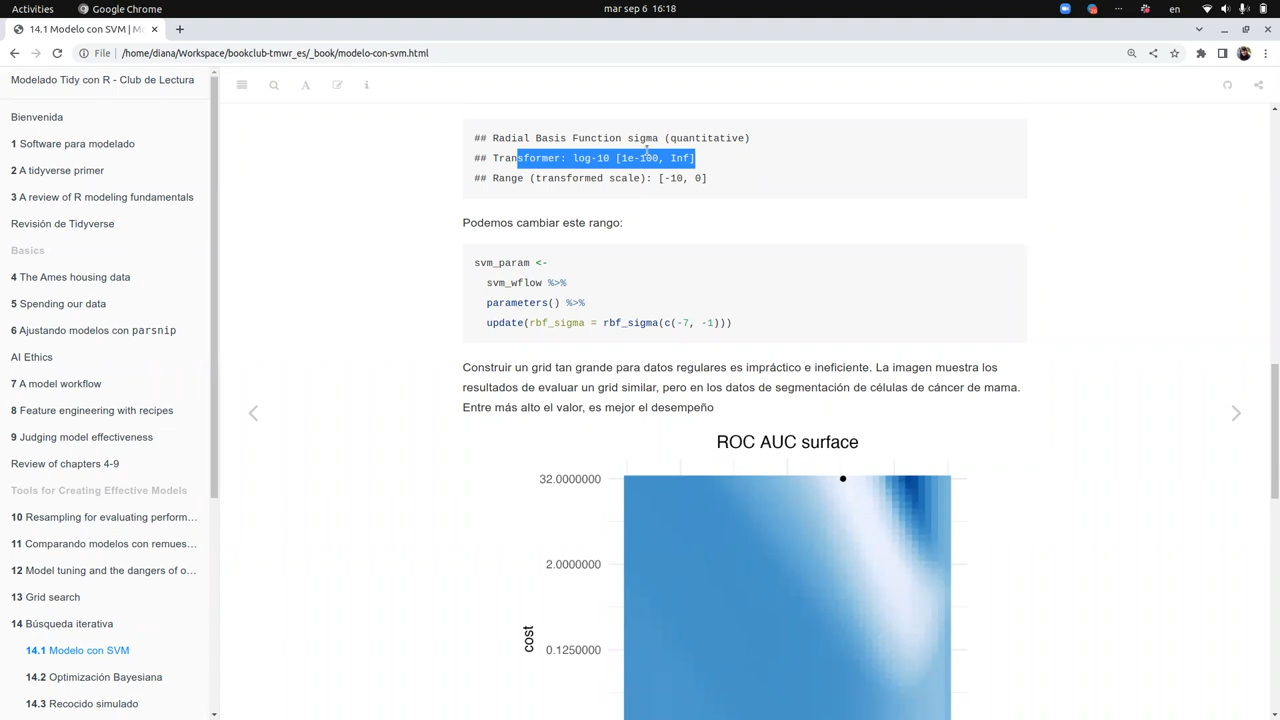 Activities
Google Chrome
mar sep 6 16:18
en
14.1 Modelo con SVM | M
File
/home/diana/Workspace/bookclub-tmwr_es/_book/modelo-con-svm.html
Modelado Tidy con R - Club de Lectura
Bienvenida
1 Software para modelado
2 A tidyverse primer
3 A review of R modeling fundamentals
Revisión de Tidyverse
Basics
4 The Ames housing data
5 Spending our data
6 Ajustando modelos con parsnip
AI Ethics
7 A model workflow
8 Feature engineering with recipes
9 Judging model effectiveness
Review of chapters 4-9
Tools for Creating Effective Models
10 Resampling for evaluating perform...
11 Comparando modelos con remues...
12 Model tuning and the dangers of o...
13 Grid search
14 Búsqueda iterativa
14.1 Modelo con SVM
14.2 Optimización Bayesiana
14.3 Recocido simulado
## Radial Basis Function sigma (quantitative)
## Transformer: log-10 [1e-100, Inf]
## Range (transformed scale): [-10, 0]
Podemos cambiar este rango:
svm_param <-
svm_wflow %>%
parameters() %>%
update(rbf_sigma = rbf_sigma(c(-7, -1)))
Construir un grid tan grande para datos regulares es impráctico e ineficiente. La imagen muestra los
resultados de evaluar un grid similar, pero en los datos de segmentación de células de cáncer de mama.
Entre más alto el valor, es mejor el desempeño
ROC AUC surface
32.0000000
2.0000000
0.1250000
cost